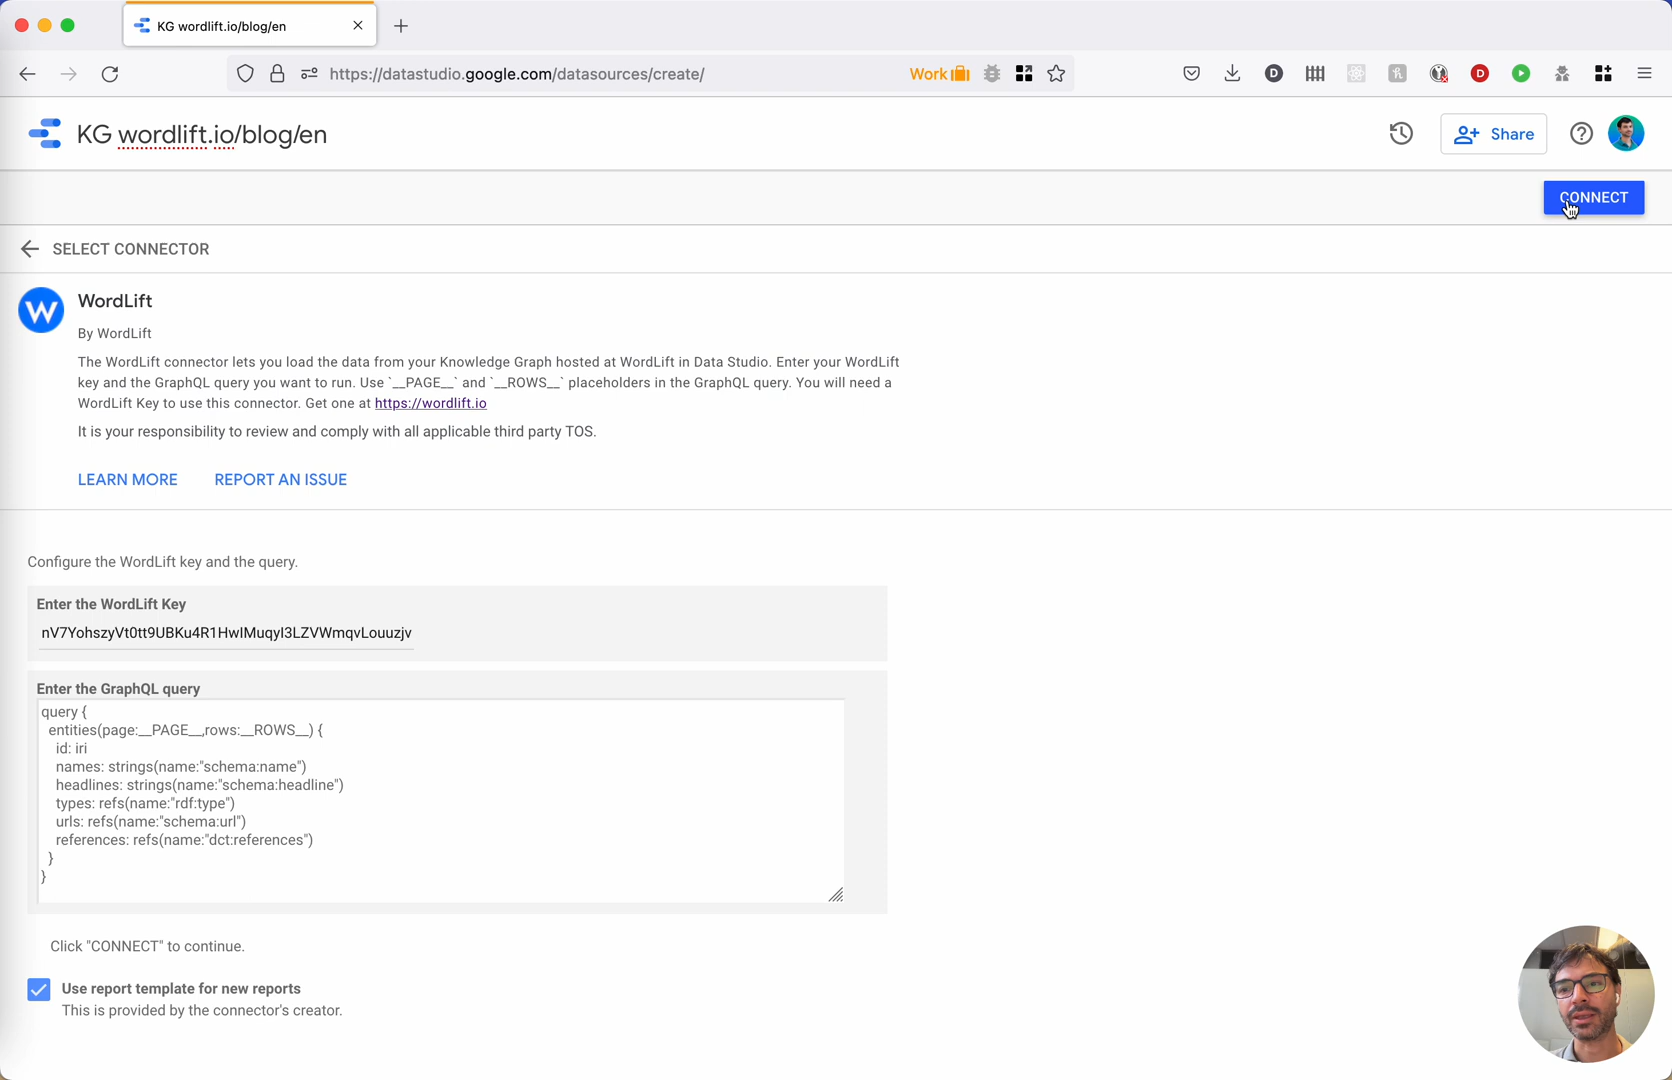 KG wordlift.io/blog/en
https://datastudio.google.com/datasources/create/
Work
KG wordlift.io/blog/en
Share
CONNECT
SELECT CONNECTOR
W
WordLift
By WordLift
The WordLift connector lets you load the data from your Knowledge Graph hosted at WordLift in Data Studio. Enter your WordLift
key and the GraphQL query you want to run. Use `__PAGE__` and `__ROWS__` placeholders in the GraphQL query. You will need a
WordLift Key to use this connector. Get one at https://wordlift.io
It is your responsibility to review and comply with all applicable third party TOS.
LEARN MORE REPORT AN ISSUE
Configure the WordLift key and the query.
Enter the WordLift Key
nV7YohszyVt0tt9UBKu4R1HwIMuqyI3LZVWmqvLouuzjv
Enter the GraphQL query
query {
entities(page:__PAGE__,rows:__ROWS__) {
id: iri
names: strings(name:"schema:name")
headlines: strings(name:"schema:headline")
types: refs(name:"rdf:type")
urls: refs(name:"schema:url")
references: refs(name:"dct:references")
}
}
Click "CONNECT" to continue.
Use report template for new reports
This is provided by the connector's creator.